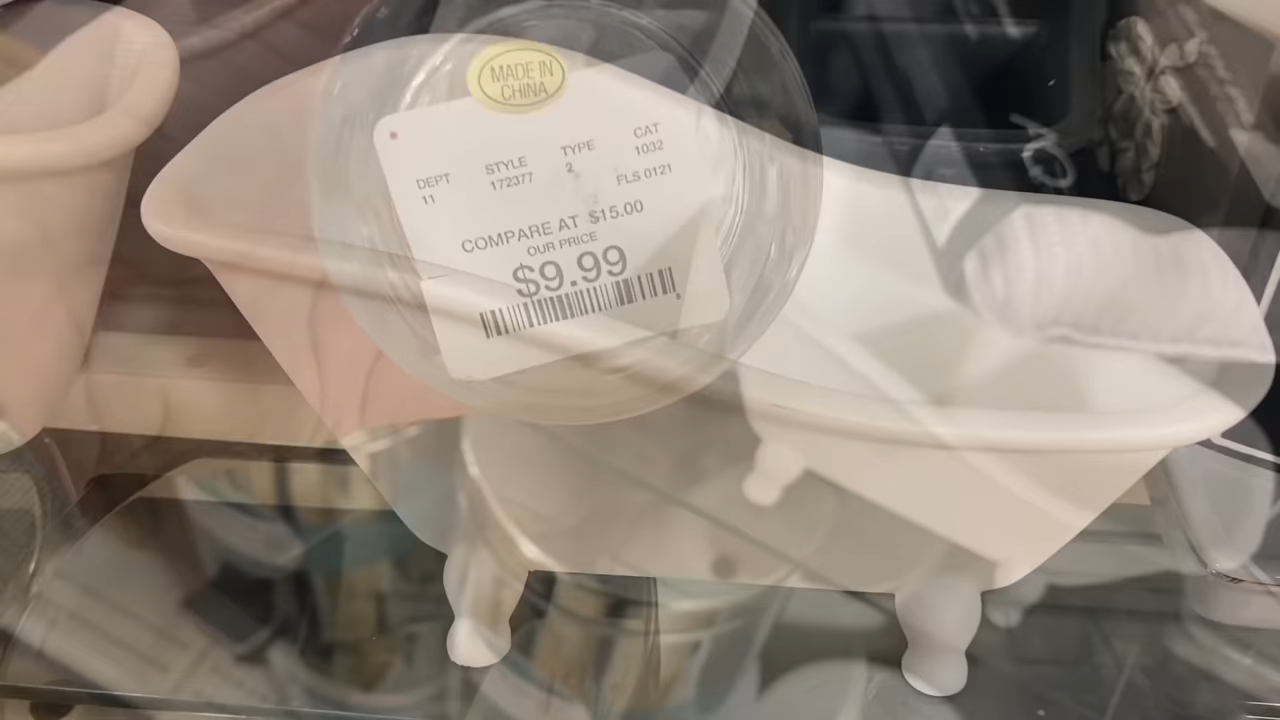 MADE IN
CHINA
DEPT STYLE TYPE CAT
11 172377 2 1032
FLS 0121
COMPARE AT $15.00
OUR PRICE
$9.99